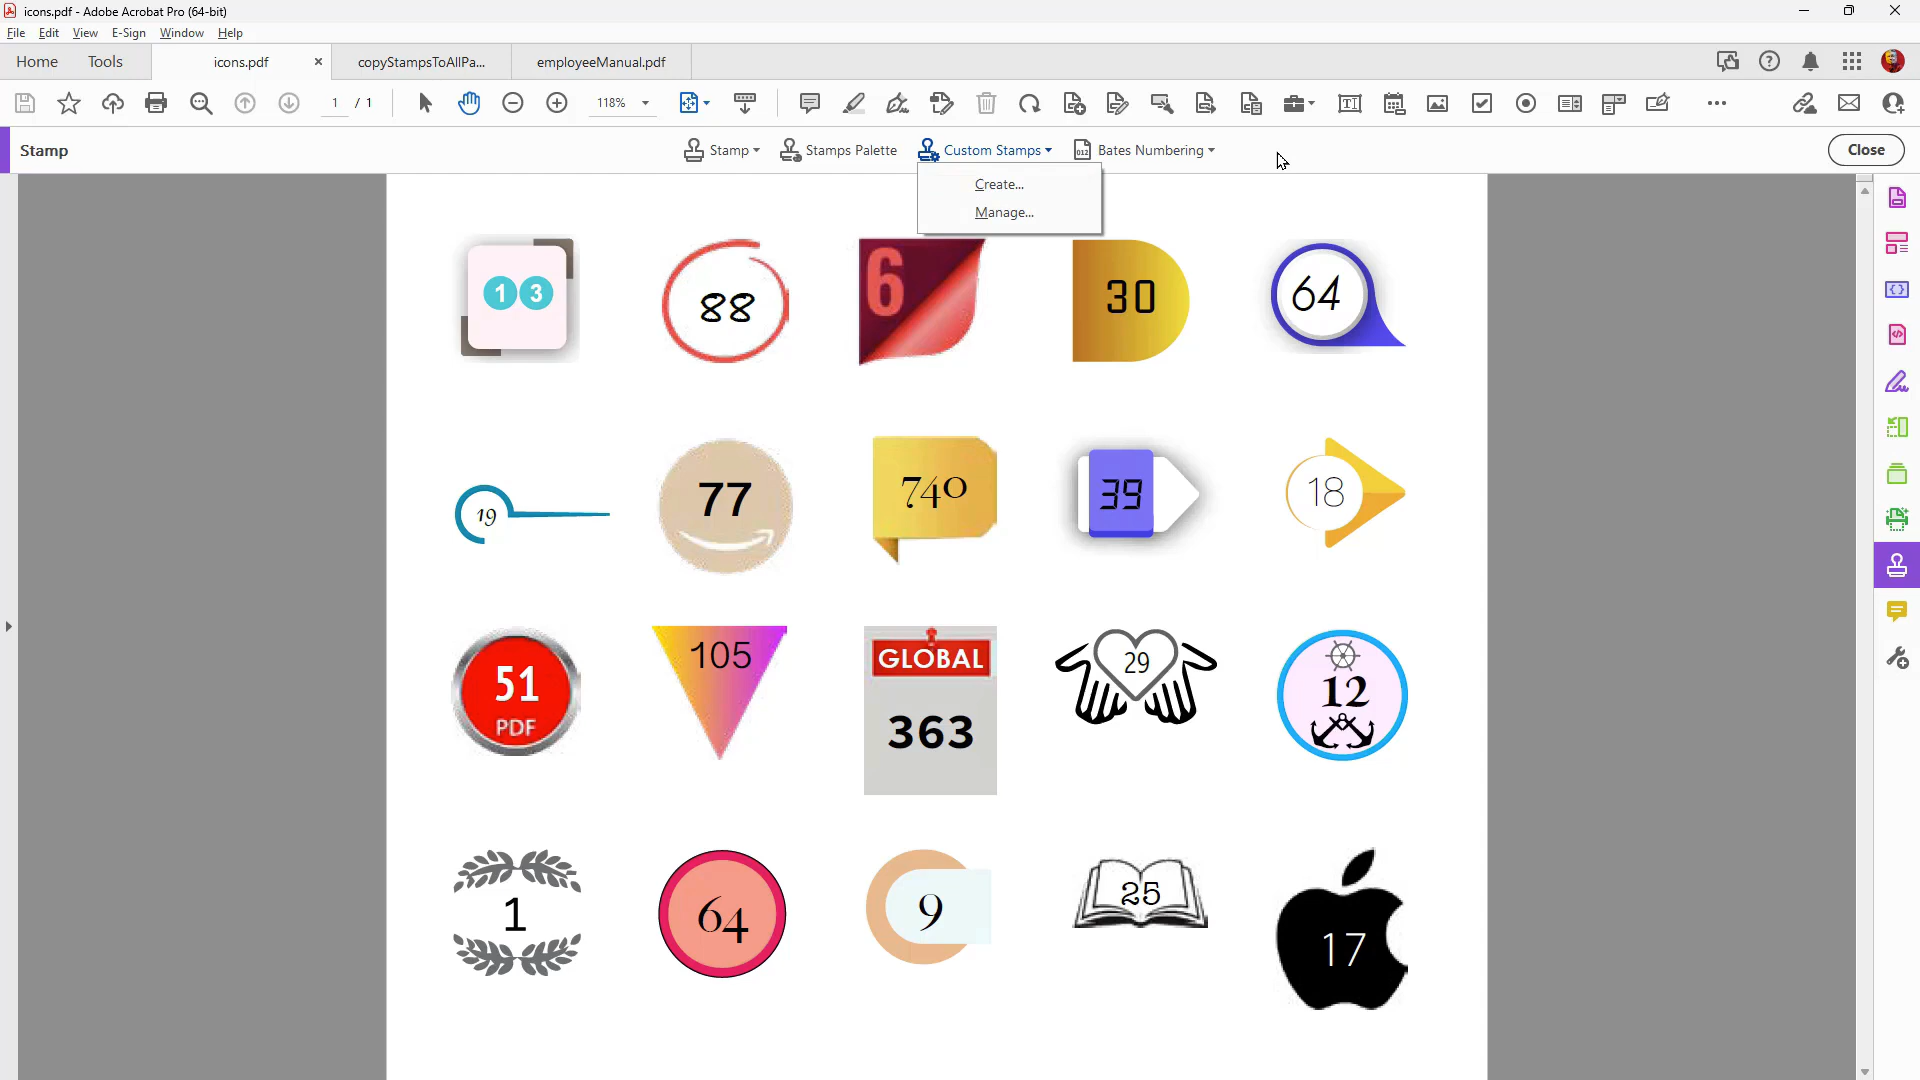 icons.pdf - Adobe Acrobat Pro (64-bit)
File Edit View E-Sign Window Help
Home Tools icons.pdf × copyStampsToAllPa... employeeManual.pdf
1 / 1 118%
Stamp Stamp Stamps Palette Custom Stamps Bates Numbering Close
Create...
Manage...
1 3 88 6 30 64
19 77 740 39 18
51 PDF 105 GLOBAL 363 29 12
1 64 9 25 17